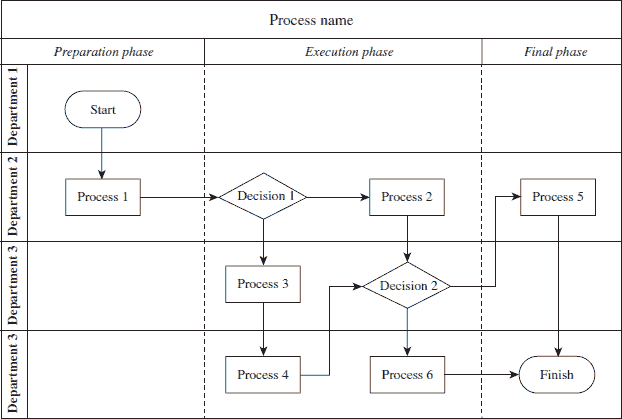 Process name
Preparation phase
Execution phase
Final phase
Department 1
Start
Department 2
Process 1
Decision 1
Process 2
Process 5
Department 3
Process 3
Decision 2
Department 3
Process 4
Process 6
Finish